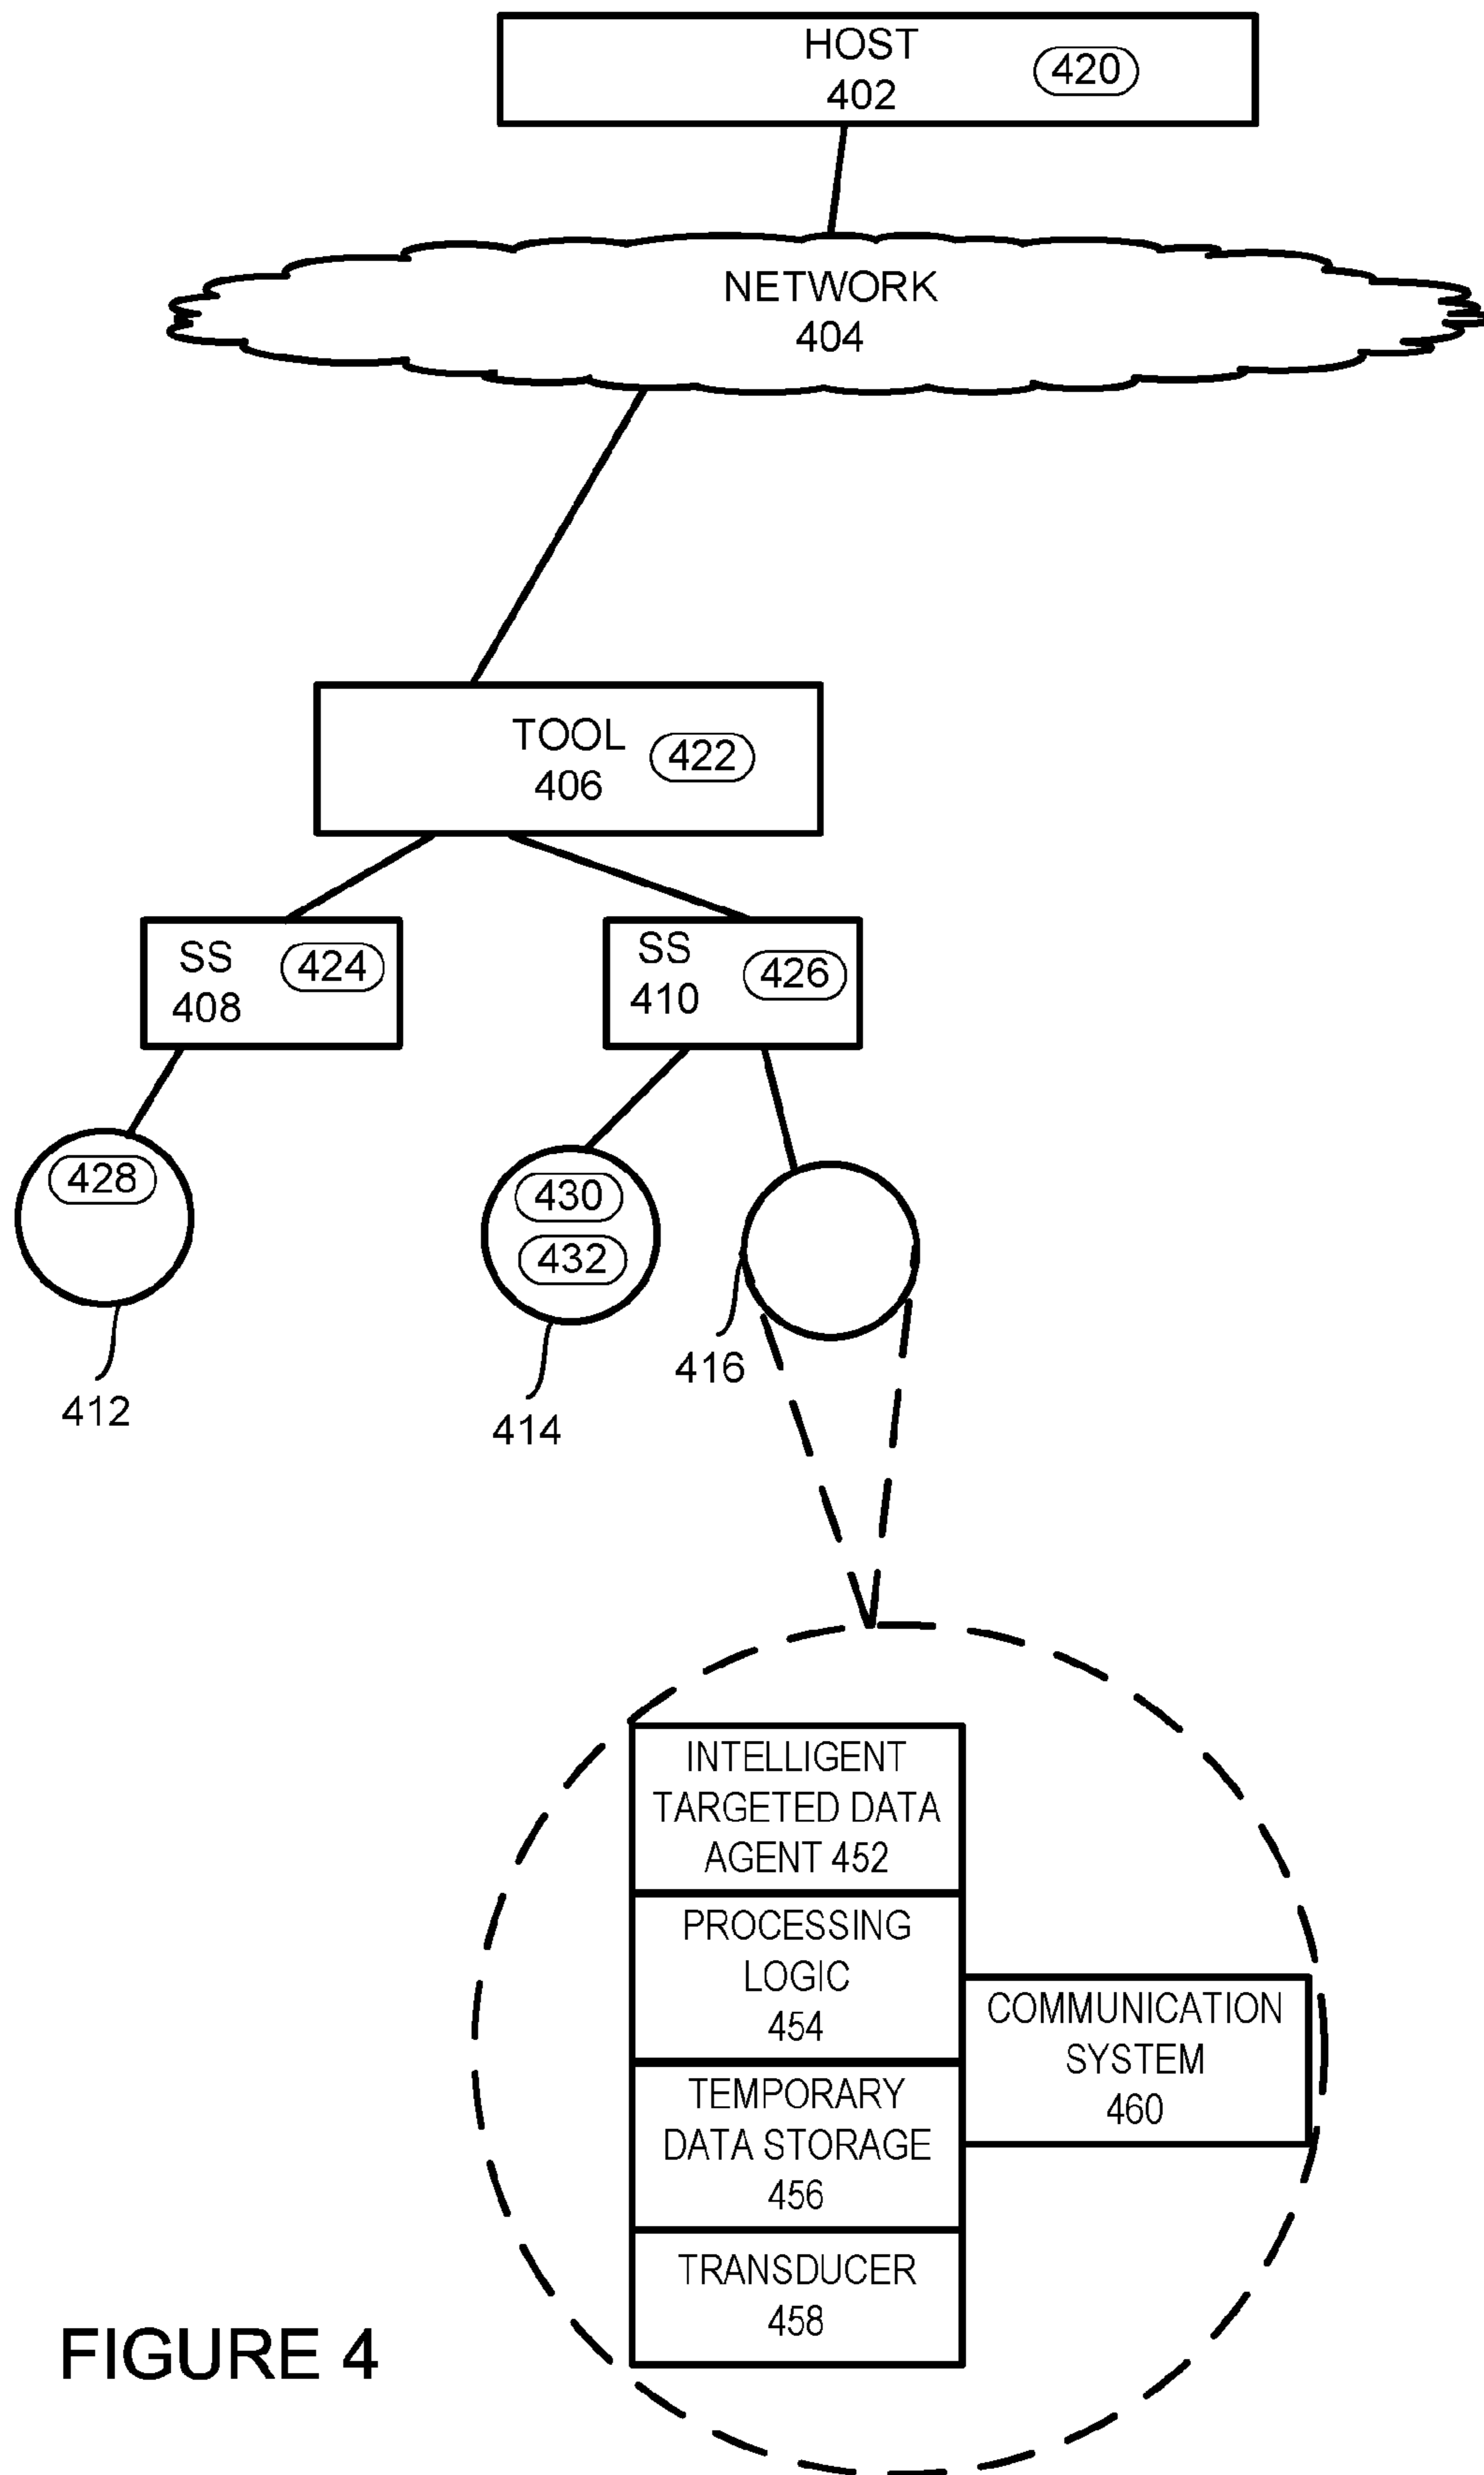 HOST
402
420
NETWORK
404
TOOL
406
422
SS
408
424
SS
410
426
428
430
432
412
414
416
INTELLIGENT
TARGETED DATA
AGENT 452
PROCESSING
LOGIC
454
COMMUNICATION
SYSTEM
460
TEMPORARY
DATA STORAGE
456
TRANSDUCER
458
FIGURE 4